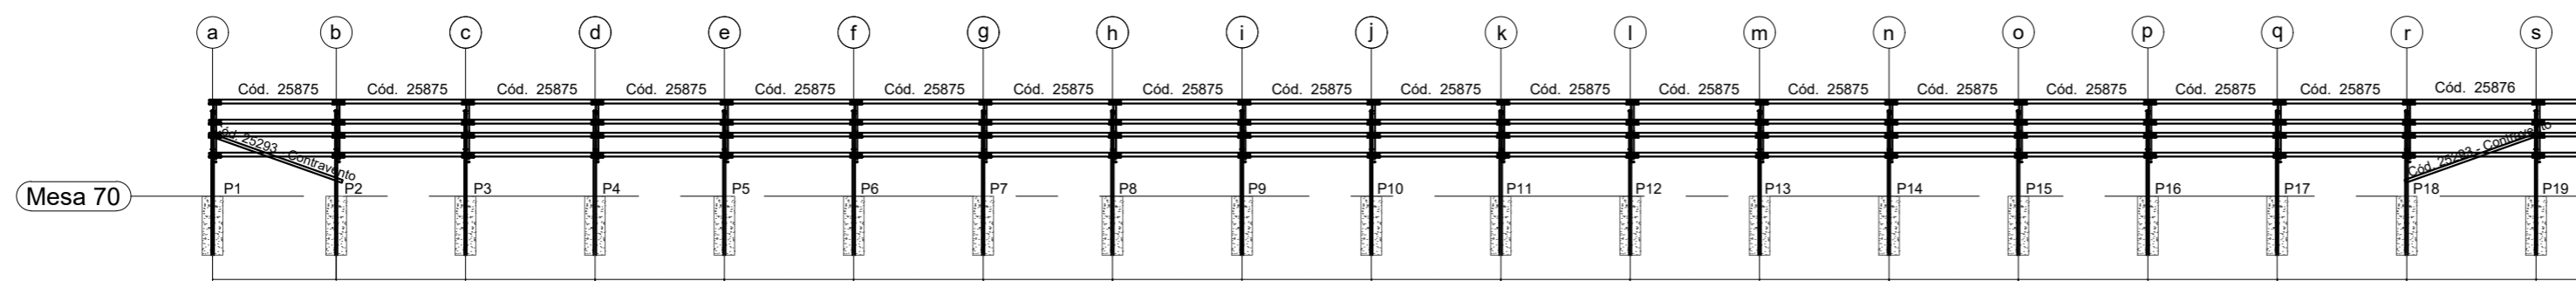 a b c d e f g h i j k l m n o p q r s
Cód. 25875 Cód. 25875 Cód. 25875 Cód. 25875 Cód. 25875 Cód. 25875 Cód. 25875 Cód. 25875 Cód. 25875 Cód. 25875 Cód. 25875 Cód. 25875 Cód. 25875 Cód. 25875 Cód. 25875 Cód. 25875 Cód. 25875 Cód. 25876
Cód. 25293 - Contravento
Cód. 25293 - Contravento
Mesa 70
P1 P2 P3 P4 P5 P6 P7 P8 P9 P10 P11 P12 P13 P14 P15 P16 P17 P18 P19